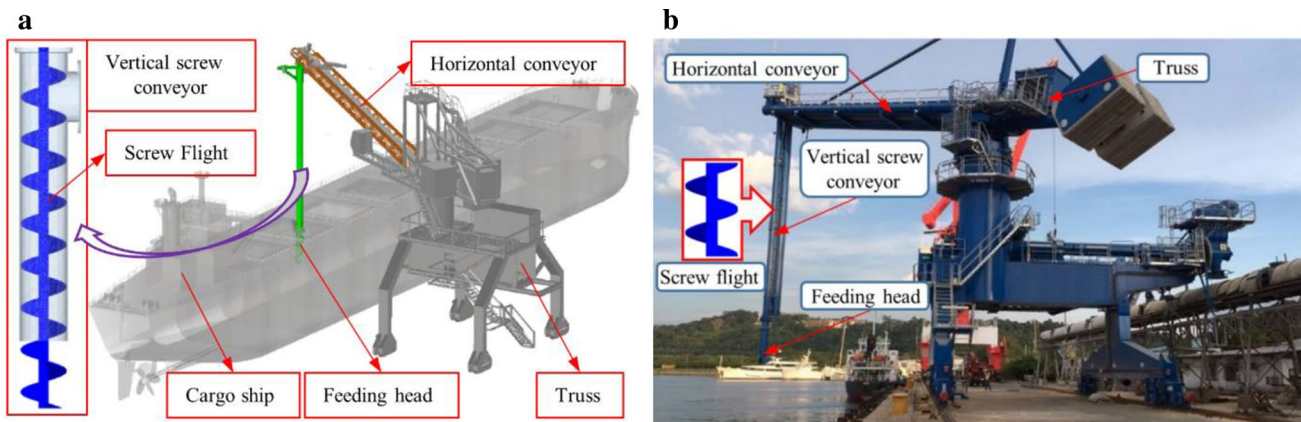 a
Vertical screw
conveyor
Horizontal conveyor
Screw Flight
Cargo ship
Feeding head
Truss
b
Horizontal conveyor
Truss
Vertical screw
conveyor
Screw flight
Feeding head